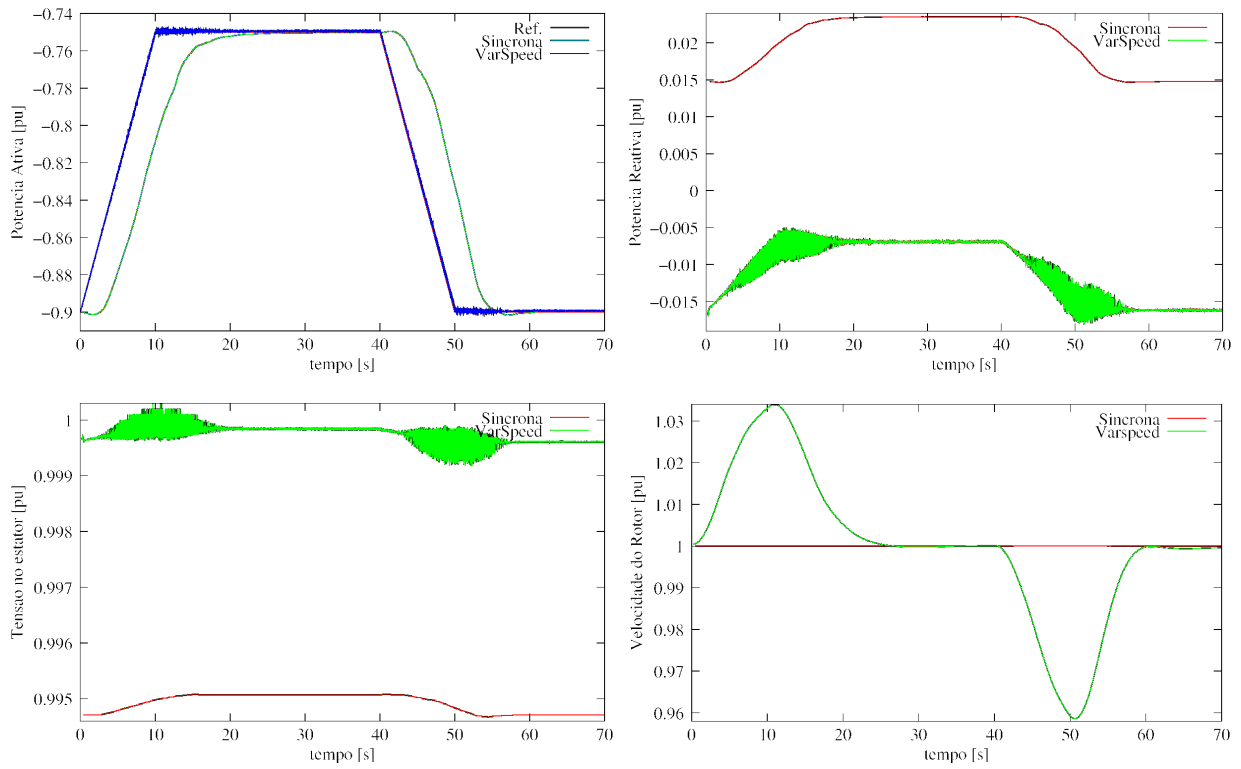 −0.74
−0.76
−0.78
−0.8
−0.82
−0.84
−0.86
−0.88
−0.9
Potencia Ativa [pu]
Ref.
Sincrona
VarSpeed
0 10 20 30 40 50 60 70
tempo [s]
0.02
0.015
0.01
0.005
0
−0.005
−0.01
−0.015
Potencia Reativa [pu]
Sincrona
VarSpeed
0 10 20 30 40 50 60 70
tempo [s]
1
0.999
0.998
0.997
0.996
0.995
Tensao no estator [pu]
Sincrona
VarSpeed
0 10 20 30 40 50 60 70
tempo [s]
1.03
1.02
1.01
1
0.99
0.98
0.97
0.96
Velocidade do Rotor [pu]
Sincrona
Varspeed
0 10 20 30 40 50 60 70
tempo [s]